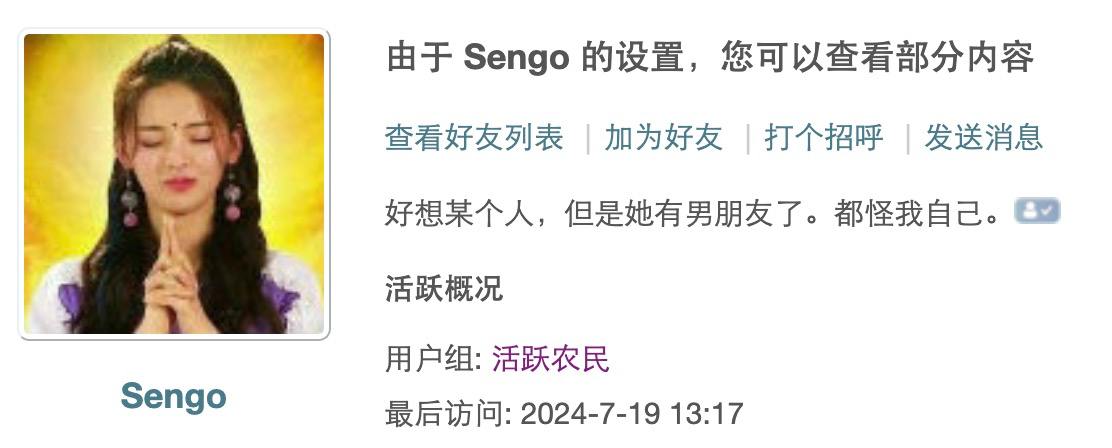 由于 Sengo 的设置，您可以查看部分内容
查看好友列表 | 加为好友 | 打个招呼 | 发送消息
好想某个人，但是她有男朋友了。都怪我自己。
活跃概况
用户组: 活跃农民
最后访问: 2024-7-19 13:17
Sengo